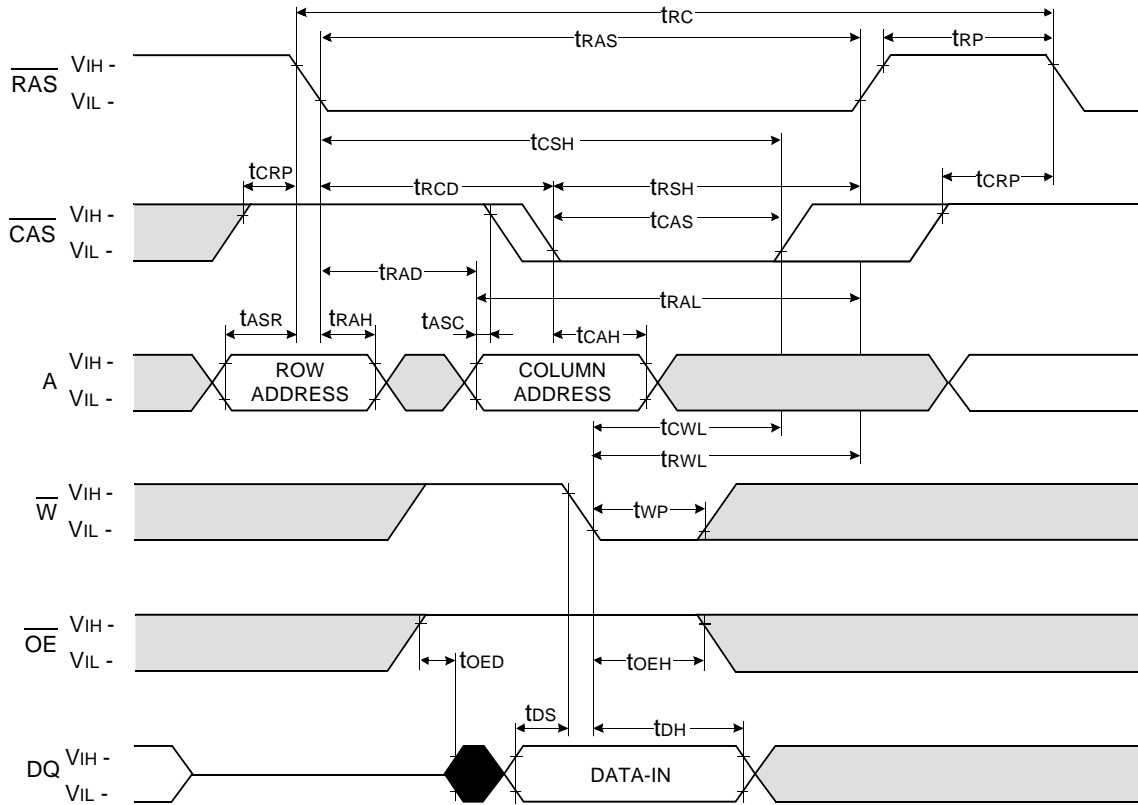 tRC
tRAS tRP
RAS VIH -
VIL -
tCSH
tCRP tRCD tRSH tCRP
CAS VIH - tCAS
VIL -
tRAD
tRAL
tASR tRAH tASC tCAH
A VIH - ROW ADDRESS COLUMN ADDRESS
VIL -
tCWL
tRWL
W VIH -
VIL - tWP
OE VIH -
VIL - tOED tOEH
tDS tDH
DQ VIH - DATA-IN
VIL -